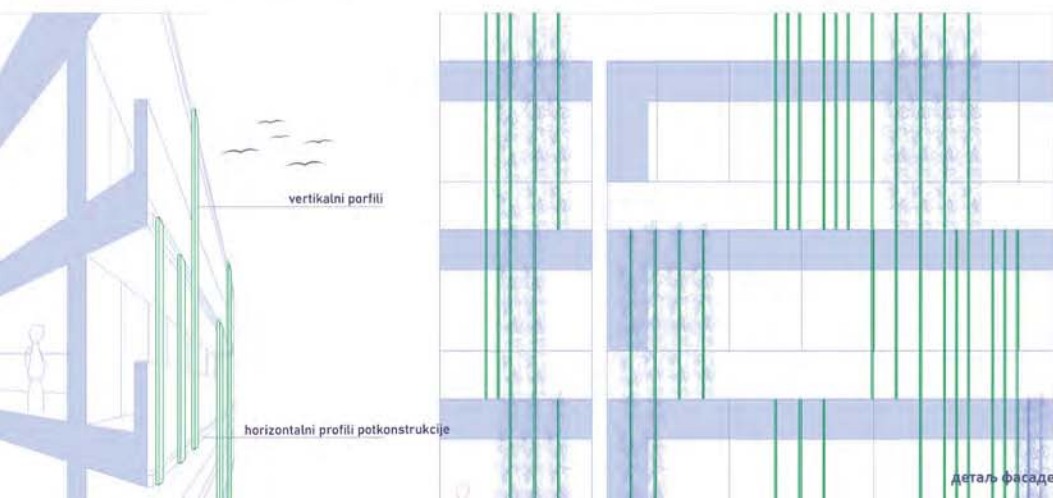 vertikalni porfili
horizontalni profili potkonstrukcije
детаљ фасаде